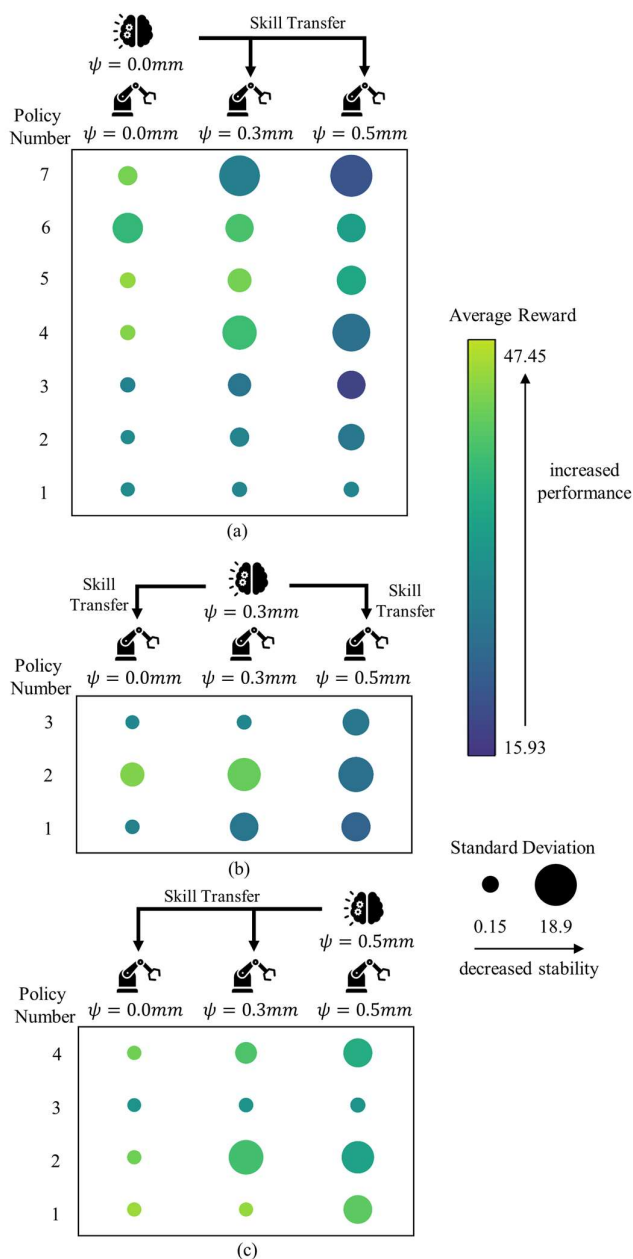 Skill Transfer
ψ = 0.0mm
Policy
Number
ψ = 0.0mm ψ = 0.3mm ψ = 0.5mm
7
6
5
4
3
2
1
(a)
Skill
Transfer
Skill
Transfer
ψ = 0.3mm
Policy
Number
ψ = 0.0mm ψ = 0.3mm ψ = 0.5mm
3
2
1
(b)
Skill Transfer
ψ = 0.5mm
Policy
Number
ψ = 0.0mm ψ = 0.3mm ψ = 0.5mm
4
3
2
1
(c)
Average Reward
47.45
increased
performance
15.93
Standard Deviation
0.15 18.9
decreased stability